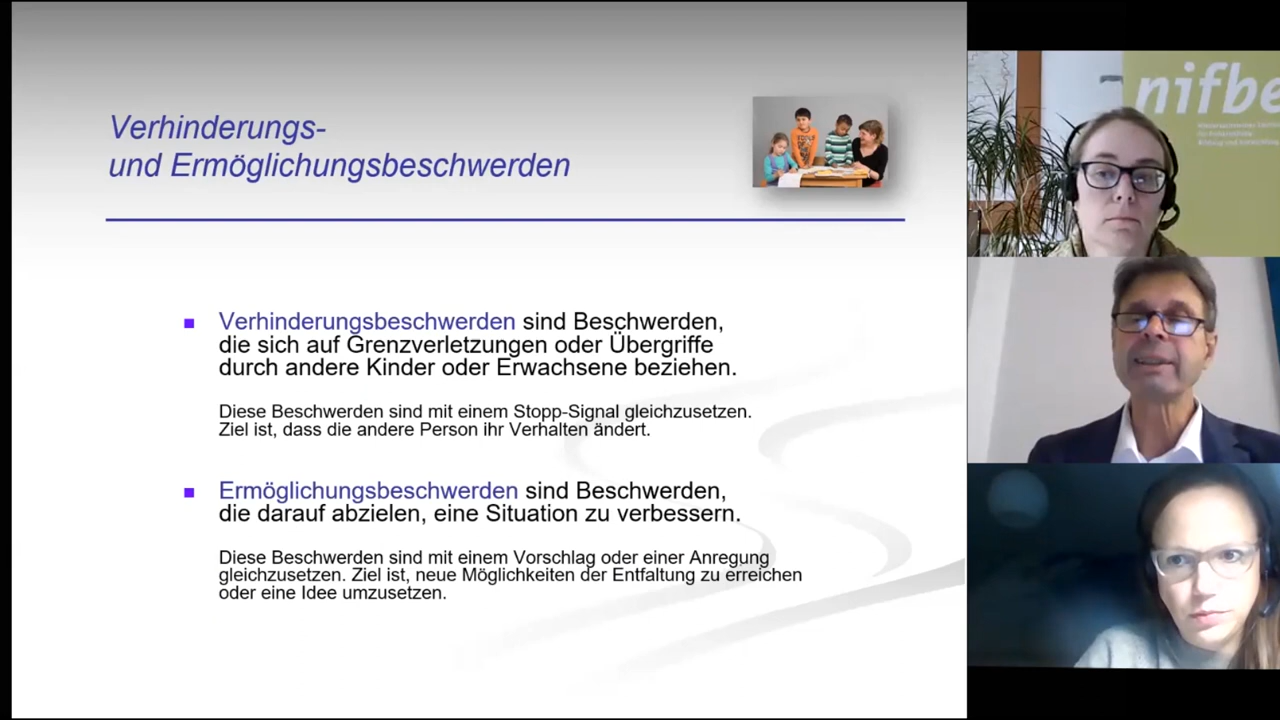 Verhinderungs-
und Ermöglichungsbeschwerden
Verhinderungsbeschwerden sind Beschwerden,
die sich auf Grenzverletzungen oder Übergriffe
durch andere Kinder oder Erwachsene beziehen.
Diese Beschwerden sind mit einem Stopp-Signal gleichzusetzen.
Ziel ist, dass die andere Person ihr Verhalten ändert.
Ermöglichungsbeschwerden sind Beschwerden,
die darauf abzielen, eine Situation zu verbessern.
Diese Beschwerden sind mit einem Vorschlag oder einer Anregung
gleichzusetzen. Ziel ist, neue Möglichkeiten der Entfaltung zu erreichen
oder eine Idee umzusetzen.
nifbe